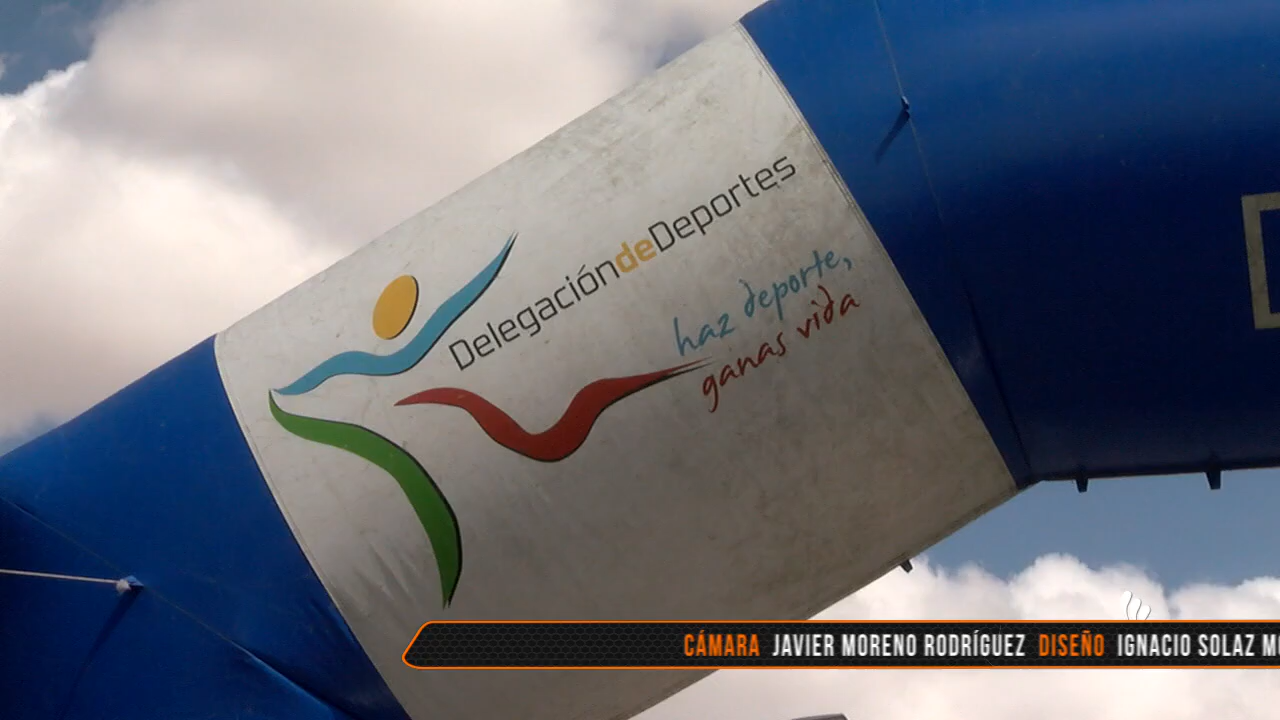 DelegacióndeDeportes
haz deporte,
ganas vida
CÁMARA JAVIER MORENO RODRÍGUEZ DISEÑO IGNACIO SOLAZ